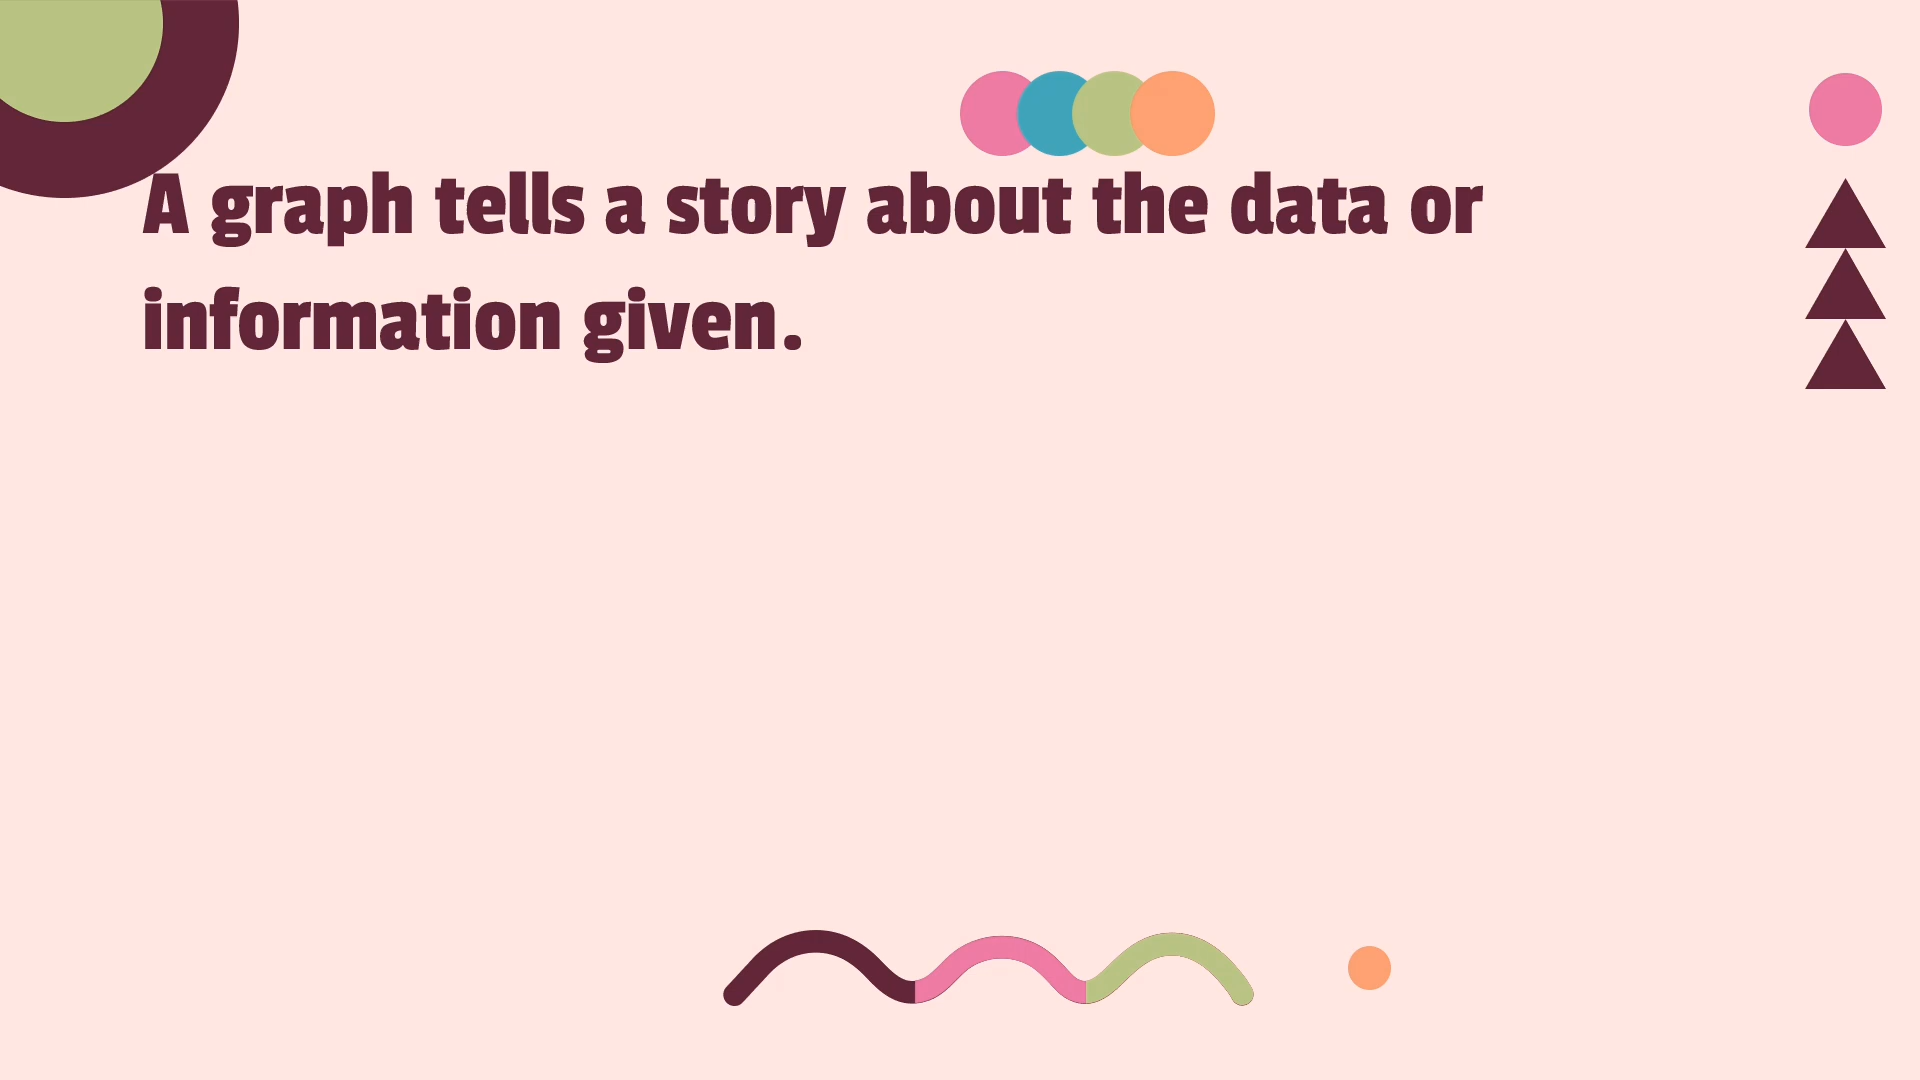 A graph tells a story about the data or
information given.